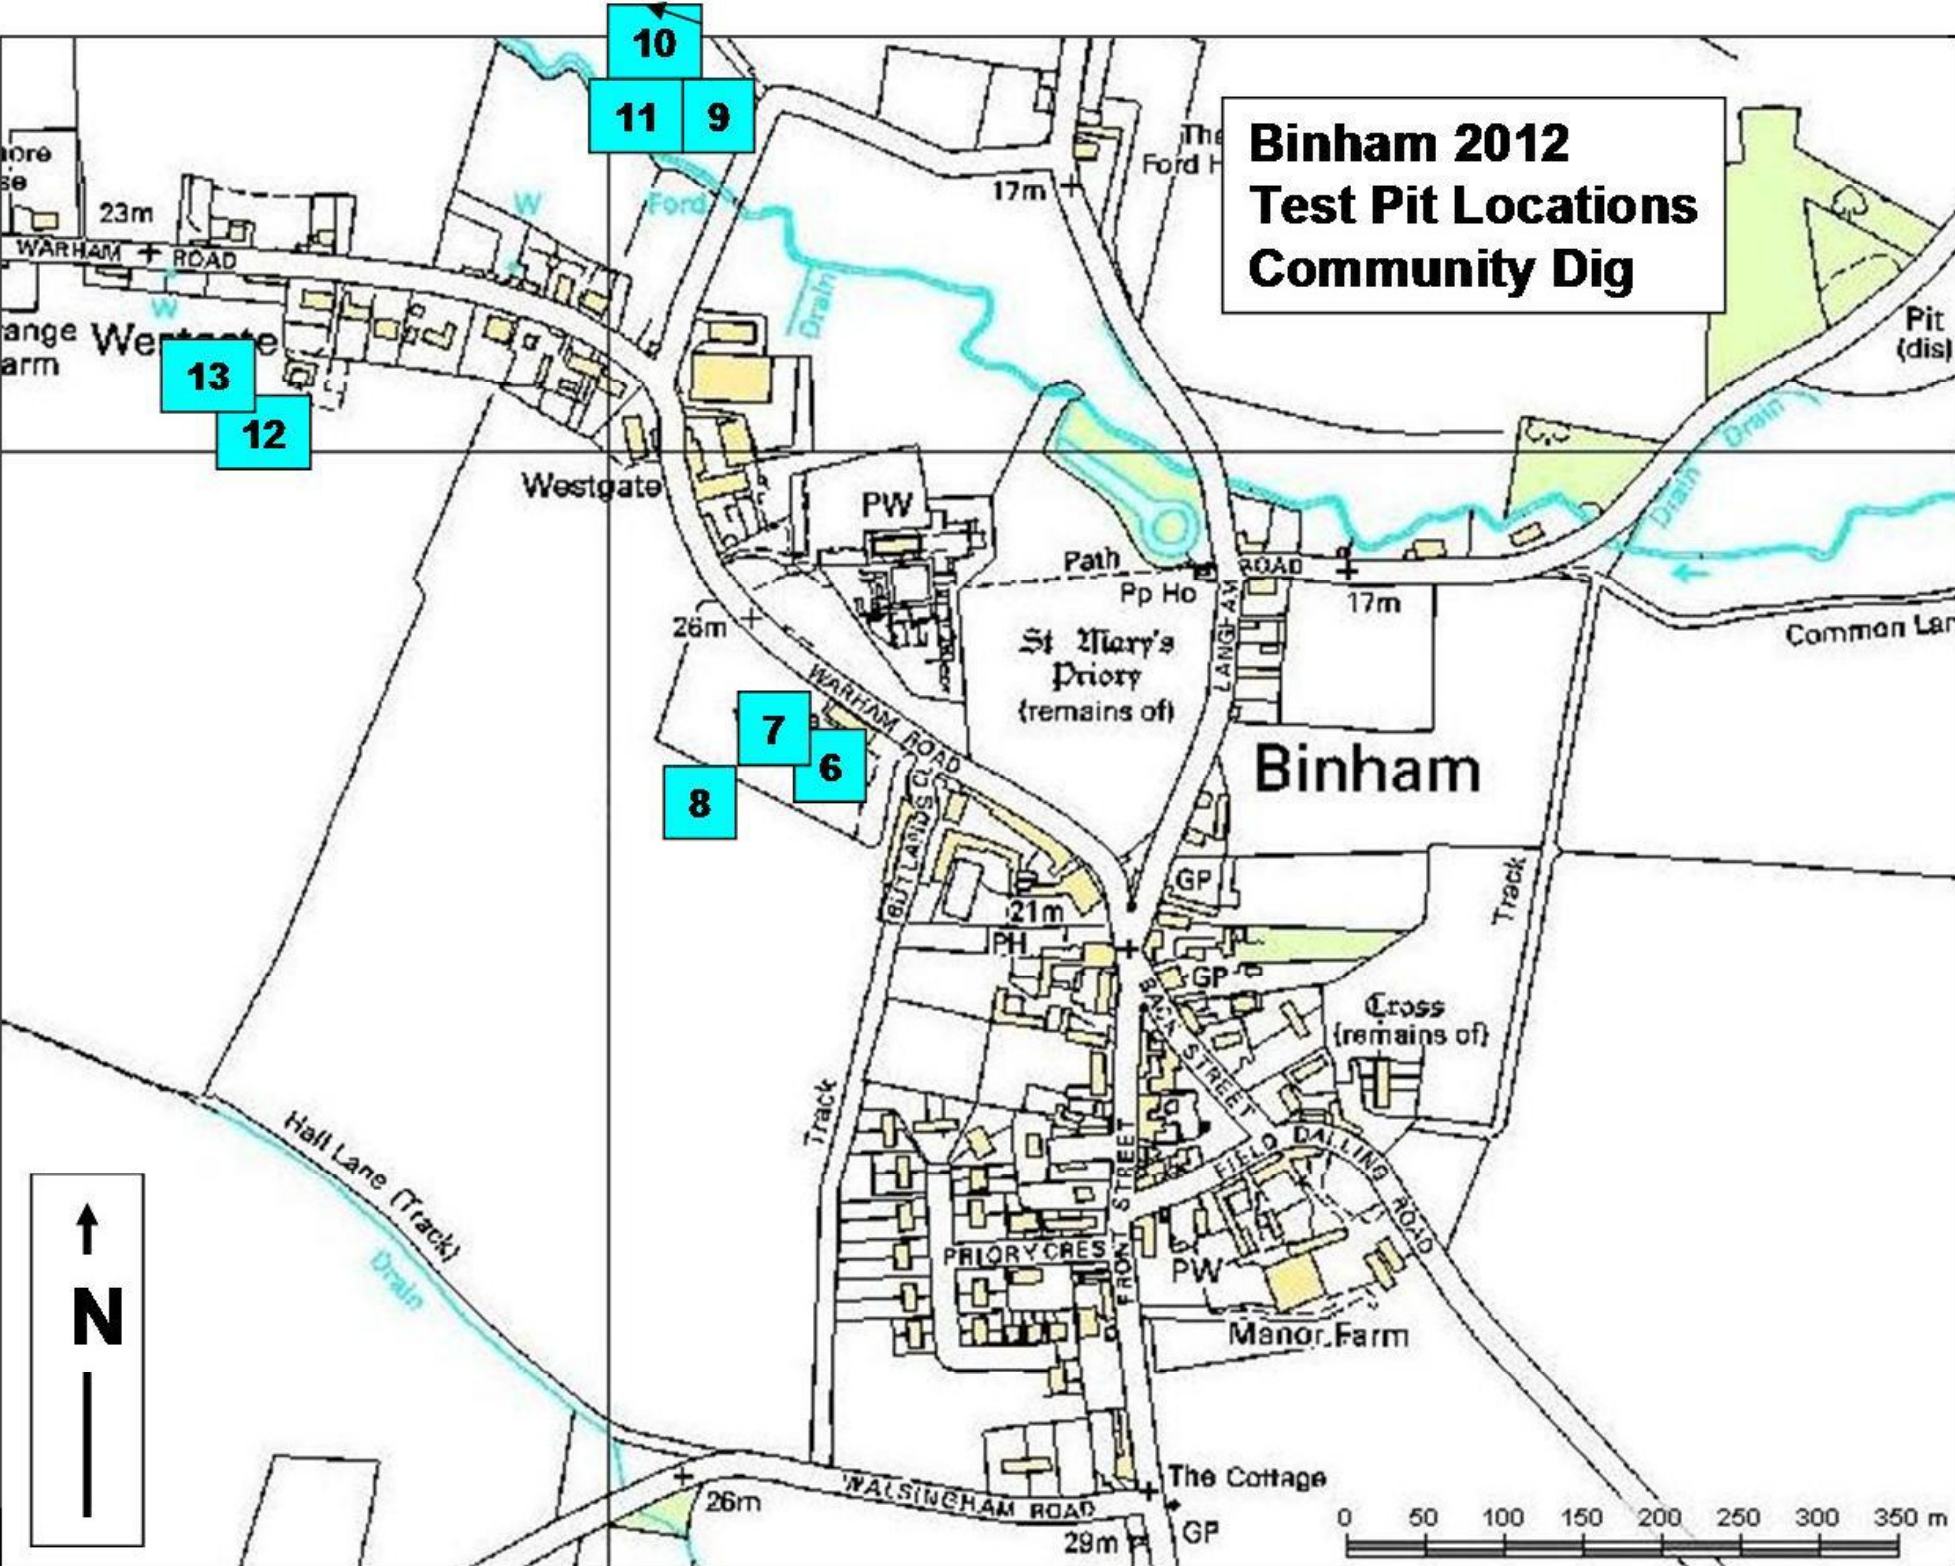 10
11
9
Binham 2012
Test Pit Locations
Community Dig
The
Ford H
17m
23m
W
Ford
WARHAM ROAD
W
Drain
Pit
(dis)
ange
arm
13
12
Drain
Westgate
PW
Drain
Path
ROAD
Pp Ho
17m
26m
Common Lan
St Mary's
Priory
(remains of)
LANGHAM
WARHAM ROAD
7
6
8
Binham
BUTLANDS CL
GP
Track
21m
PH
GP
BACK STREET
Cross
(remains of)
Track
Hall Lane (Track)
FIELD
DALLING ROAD
FRONT STREET
N
Drain
PRIORY CRES
PW
Manor Farm
WALSINGHAM ROAD
The Cottage
26m
29m
GP
0 50 100 150 200 250 300 350 m